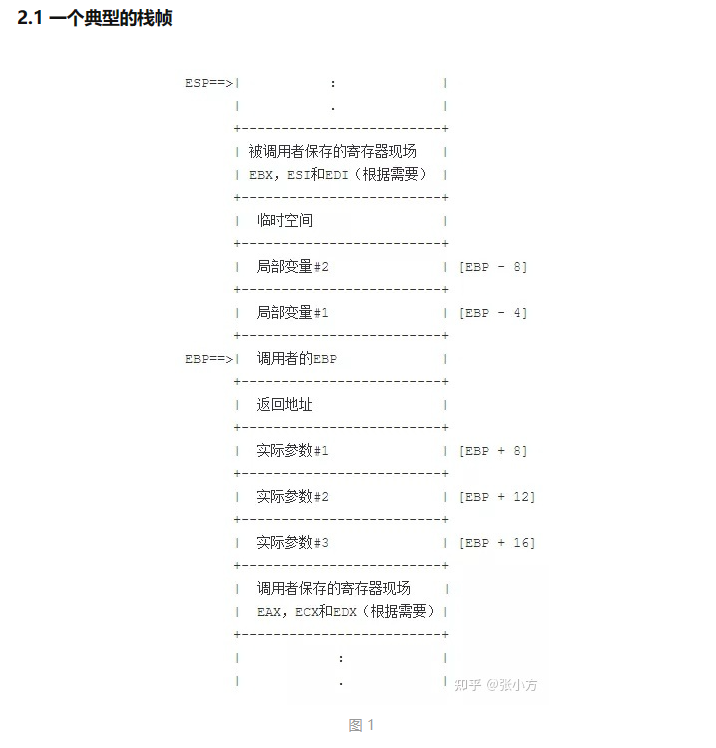 2.1 一个典型的栈帧
ESP==>| : |
| . |
+-------------------------+
| 被调用者保存的寄存器现场
| EBX，ESI和EDI（根据需要） |
+-------------------------+
| 临时空间 |
+-------------------------+
| 局部变量#2 | [EBP - 8]
+-------------------------+
| 局部变量#1 | [EBP - 4]
+-------------------------+
EBP==>| 调用者的EBP |
+-------------------------+
| 返回地址 |
+-------------------------+
| 实际参数#1 | [EBP + 8]
+-------------------------+
| 实际参数#2 | [EBP + 12]
+-------------------------+
| 实际参数#3 | [EBP + 16]
+-------------------------+
| 调用者保存的寄存器现场 |
| EAX，ECX和EDX（根据需要）|
+-------------------------+
| : |
| . |
知乎 @张小方
图 1